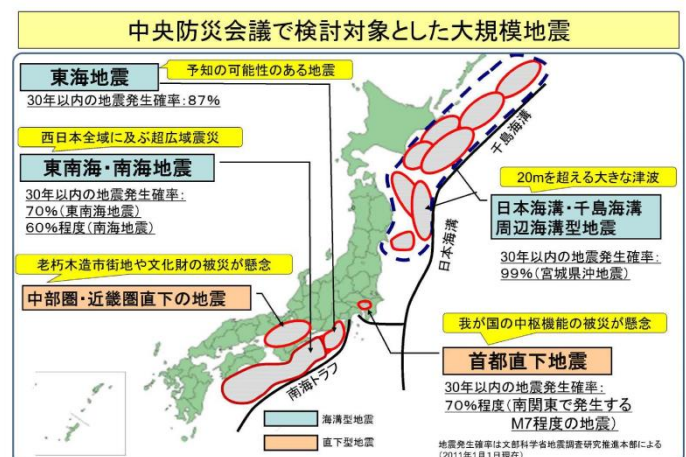 中央防災会議で検討対象とした大規模地震
東海地震
予知の可能性のある地震
30年以内の地震発生確率:87%
西日本全域に及ぶ超広域震災
東南海・南海地震
30年以内の地震発生確率:
70%(東南海地震)
60%程度(南海地震)
老朽木造市街地や文化財の被災が懸念
中部圏・近畿圏直下の地震
千島海溝
20mを超える大きな津波
日本海溝・千島海溝
周辺海溝型地震
30年以内の地震発生確率:
99%(宮城県沖地震)
日本海溝
我が国の中枢機能の被災が懸念
首都直下地震
30年以内の地震発生確率:
70%程度(南関東で発生する
M7程度の地震)
南海トラフ
海溝型地震
直下型地震
地震発生確率は文部科学省地震調査研究推進本部による
(2011年1月1日現在)